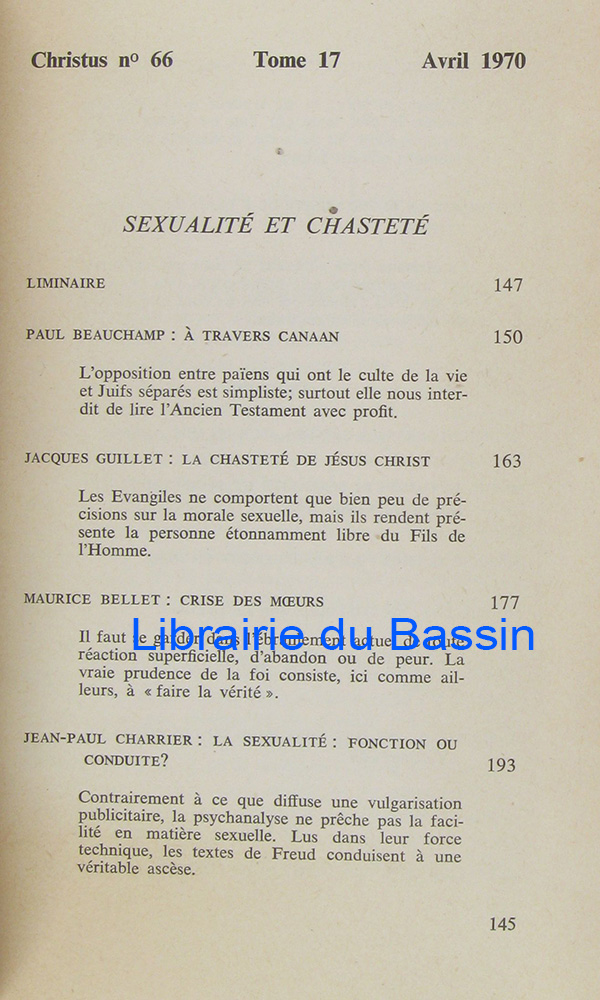 Christus nº 66 Tome 17 Avril 1970
SEXUALITÉ ET CHASTETÉ
LIMINAIRE 147
PAUL BEAUCHAMP : À TRAVERS CANAAN 150
L'opposition entre païens qui ont le culte de la vie
et Juifs séparés est simpliste; surtout elle nous inter-
dit de lire l'Ancien Testament avec profit.
JACQUES GUILLET : LA CHASTETÉ DE JÉSUS CHRIST 163
Les Evangiles ne comportent que bien peu de pré-
cisions sur la morale sexuelle, mais ils rendent pré-
sente la personne étonnamment libre du Fils de
l'Homme.
MAURICE BELLET : CRISE DES MŒURS 177
Il faut se garder dans l'ébranlement actuel de toute
Librairie du Bassin
réaction superficielle, d'abandon ou de peur. La
vraie prudence de la foi consiste, ici comme ail-
leurs, à « faire la vérité ».
JEAN-PAUL CHARRIER : LA SEXUALITÉ : FONCTION OU
CONDUITE? 193
Contrairement à ce que diffuse une vulgarisation
publicitaire, la psychanalyse ne prêche pas la faci-
lité en matière sexuelle. Lus dans leur force
technique, les textes de Freud conduisent à une
véritable ascèse.
145